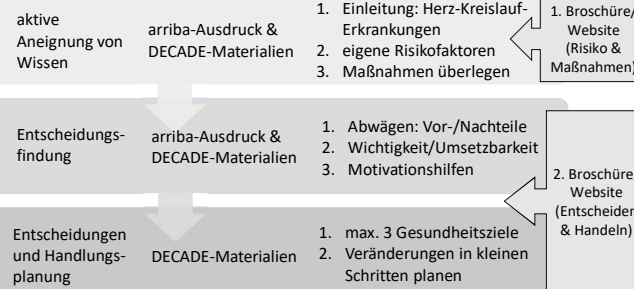 aktive
Aneignung von
Wissen
arriba-Ausdruck &
DECADE-Materialien
1. Einleitung: Herz-Kreislauf-
Erkrankungen
2. eigene Risikofaktoren
3. Maßnahmen überlegen
1. Broschüre/
Website
(Risiko &
Maßnahmen)
Entscheidungs-
findung
arriba-Ausdruck &
DECADE-Materialien
1. Abwägen: Vor-/Nachteile
2. Wichtigkeit/Umsetzbarkeit
3. Motivationshilfen
2. Broschüre/
Website
(Entscheiden
& Handeln)
Entscheidungen
und Handlungs-
planung
DECADE-Materialien
1. max. 3 Gesundheitsziele
2. Veränderungen in kleinen
Schritten planen